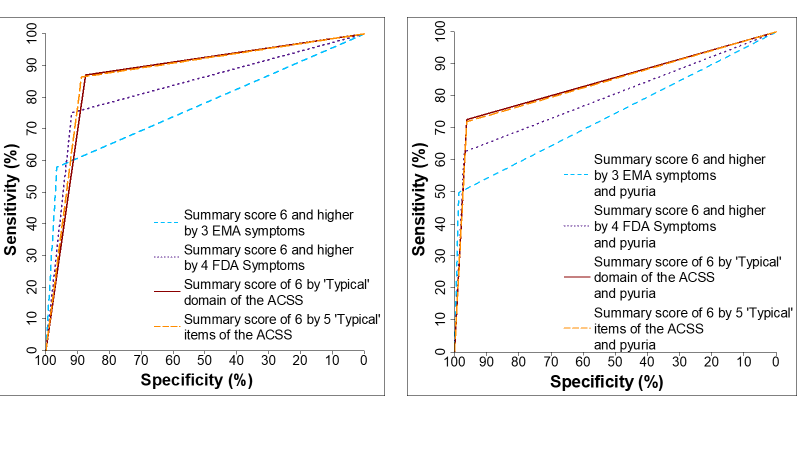 100
90
80
70
60
50
40
30
20
10
0
Sensitivity (%)
Summary score 6 and higher
by 3 EMA symptoms
Summary score 6 and higher
by 4 FDA Symptoms
Summary score of 6 by 'Typical'
domain of the ACSS
Summary score of 6 by 5 'Typical'
items of the ACSS
100 90 80 70 60 50 40 30 20 10 0
Specificity (%)
100
90
80
70
60
50
40
30
20
10
0
Sensitivity (%)
Summary score 6 and higher
by 3 EMA symptoms
and pyuria
Summary score 6 and higher
by 4 FDA Symptoms
and pyuria
Summary score of 6 by 'Typical'
domain of the ACSS
and pyuria
Summary score of 6 by 5 'Typical'
items of the ACSS
and pyuria
100 90 80 70 60 50 40 30 20 10 0
Specificity (%)